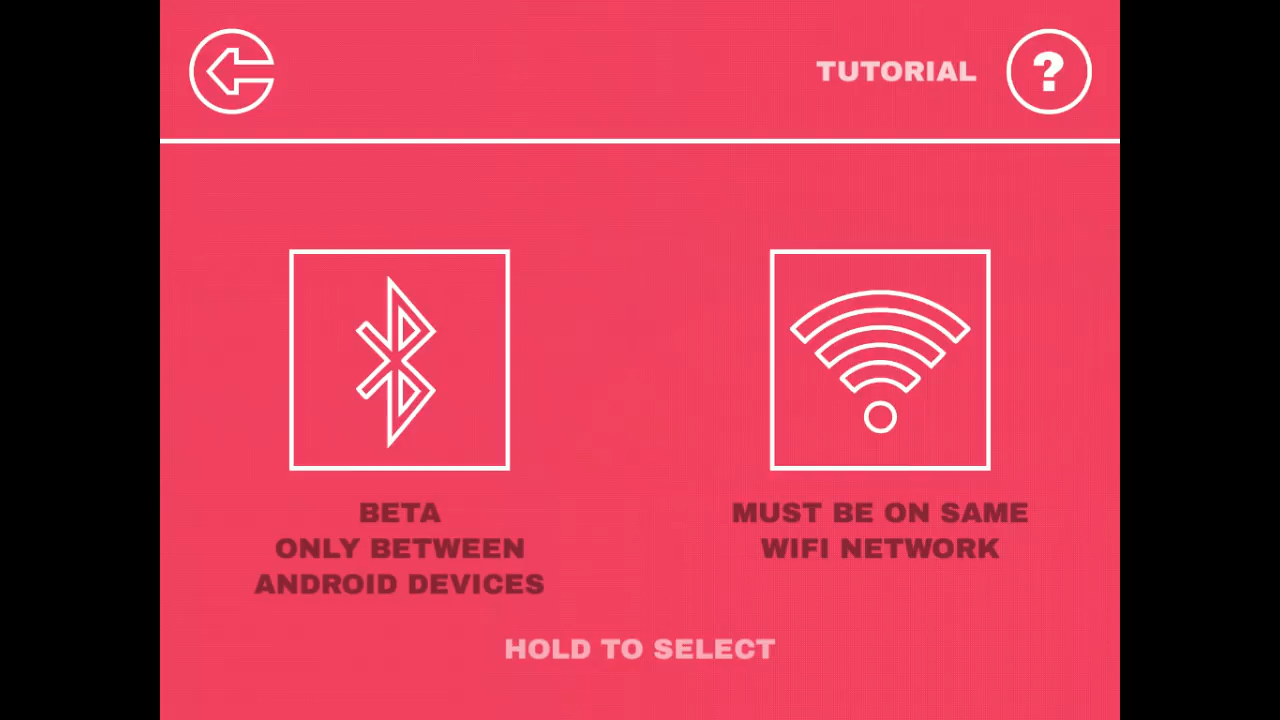 TUTORIAL
?
BETA
ONLY BETWEEN
ANDROID DEVICES
MUST BE ON SAME
WIFI NETWORK
HOLD TO SELECT